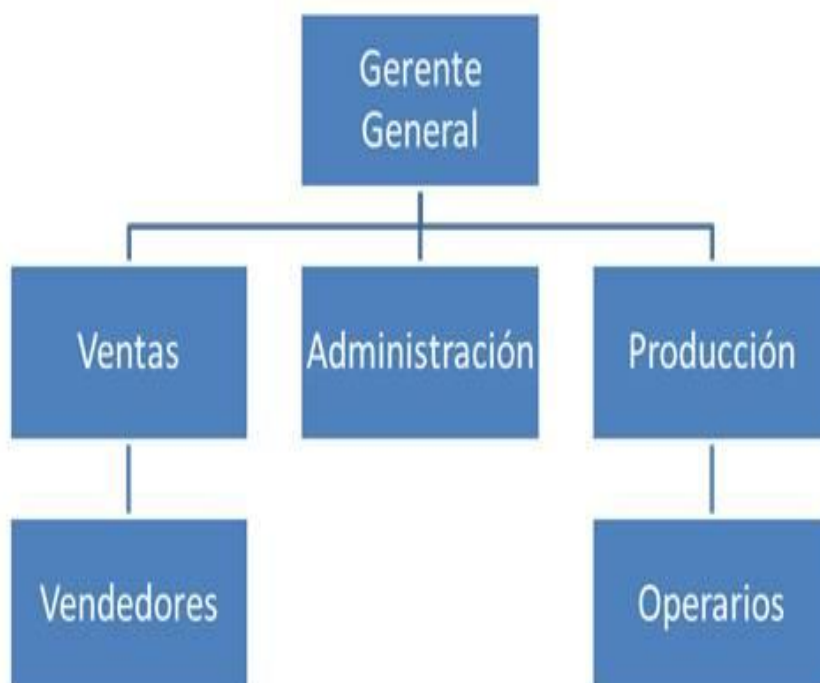 Gerente
General
Ventas
Administración
Producción
Vendedores
Operarios